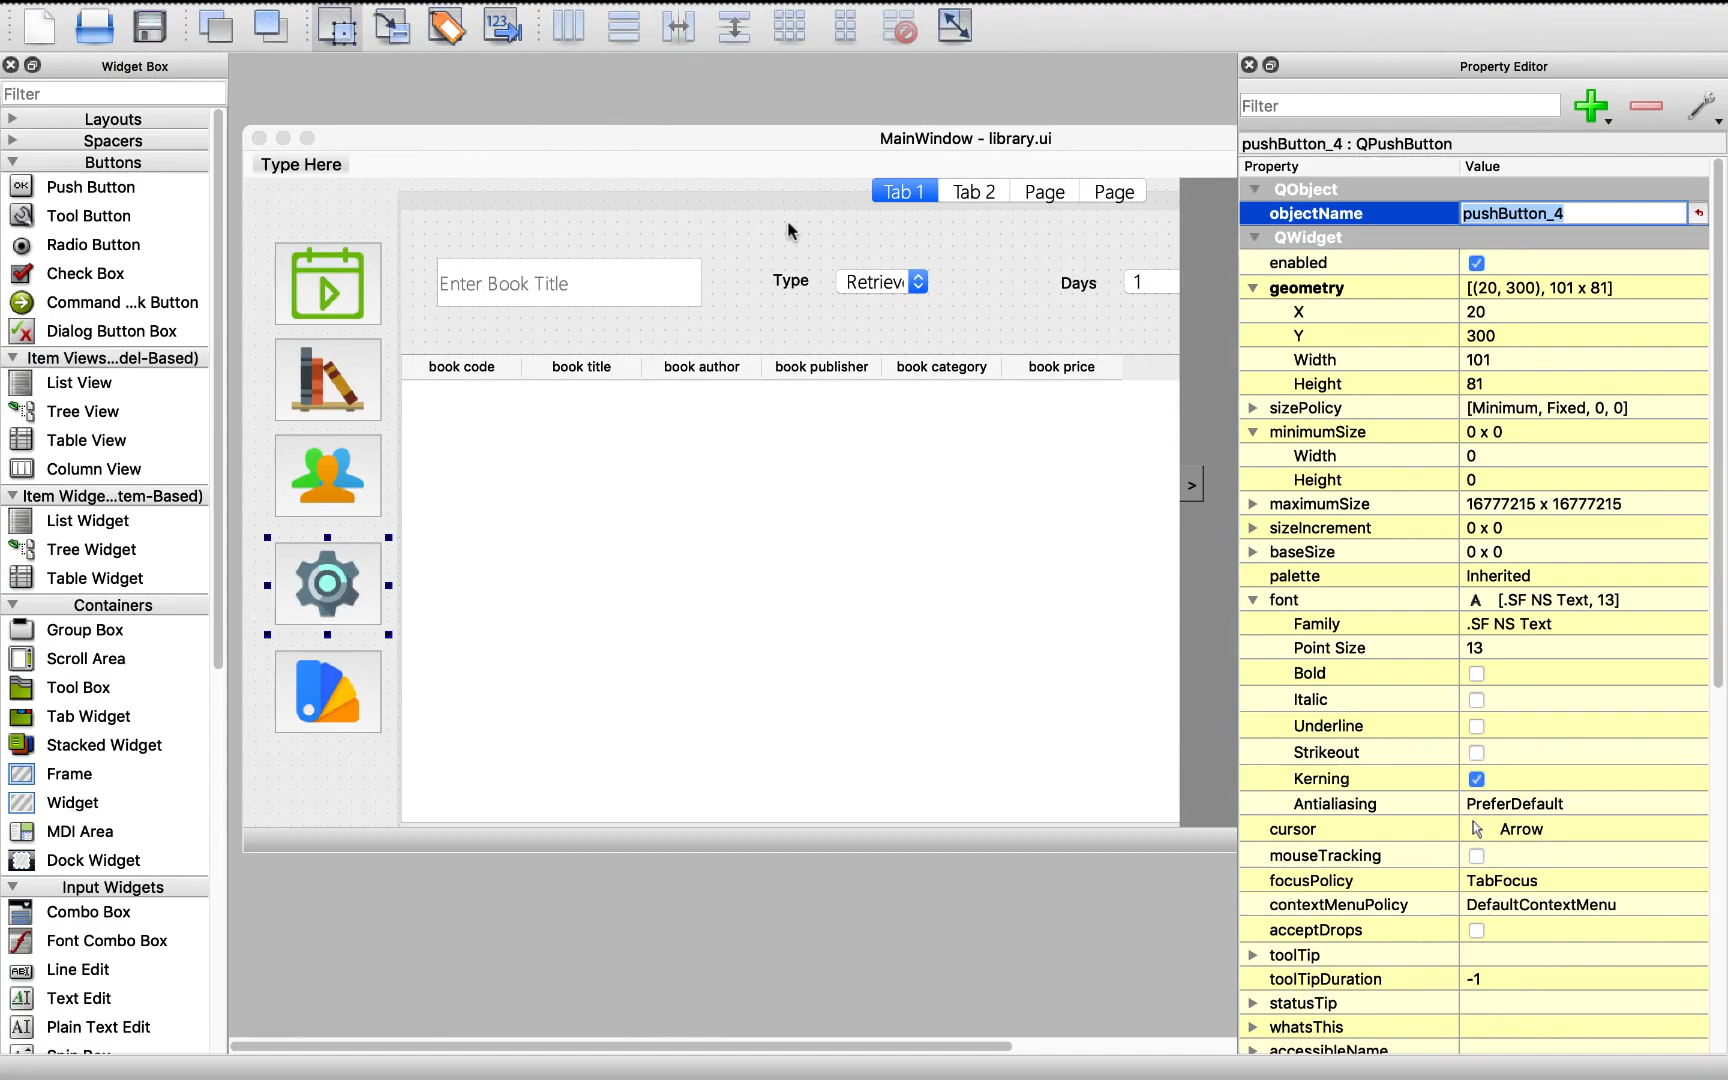 123
Widget Box
Filter
Layouts
Spacers
Buttons
OK Push Button
Tool Button
Radio Button
Check Box
Command ...k Button
Dialog Button Box
Item Views...del-Based)
List View
Tree View
Table View
Column View
Item Widge...tem-Based)
List Widget
Tree Widget
Table Widget
Containers
Group Box
Scroll Area
Tool Box
Tab Widget
Stacked Widget
Frame
Widget
MDI Area
Dock Widget
Input Widgets
Combo Box
Font Combo Box
Line Edit
Text Edit
AI Plain Text Edit
MainWindow - library.ui
Type Here
Tab 1 Tab 2 Page Page
Enter Book Title Type Retriev Days 1
book code book title book author book publisher book category book price
>
Property Editor
Filter
pushButton_4 : QPushButton
Property Value
QObject
objectName pushButton_4
QWidget
enabled
geometry [(20, 300), 101 x 81]
X 20
Y 300
Width 101
Height 81
sizePolicy [Minimum, Fixed, 0, 0]
minimumSize 0 x 0
Width 0
Height 0
maximumSize 16777215 x 16777215
sizeIncrement 0 x 0
baseSize 0 x 0
palette Inherited
font A [.SF NS Text, 13]
Family .SF NS Text
Point Size 13
Bold
Italic
Underline
Strikeout
Kerning
Antialiasing PreferDefault
cursor Arrow
mouseTracking
focusPolicy TabFocus
contextMenuPolicy DefaultContextMenu
acceptDrops
toolTip
toolTipDuration -1
statusTip
whatsThis
accessibleName